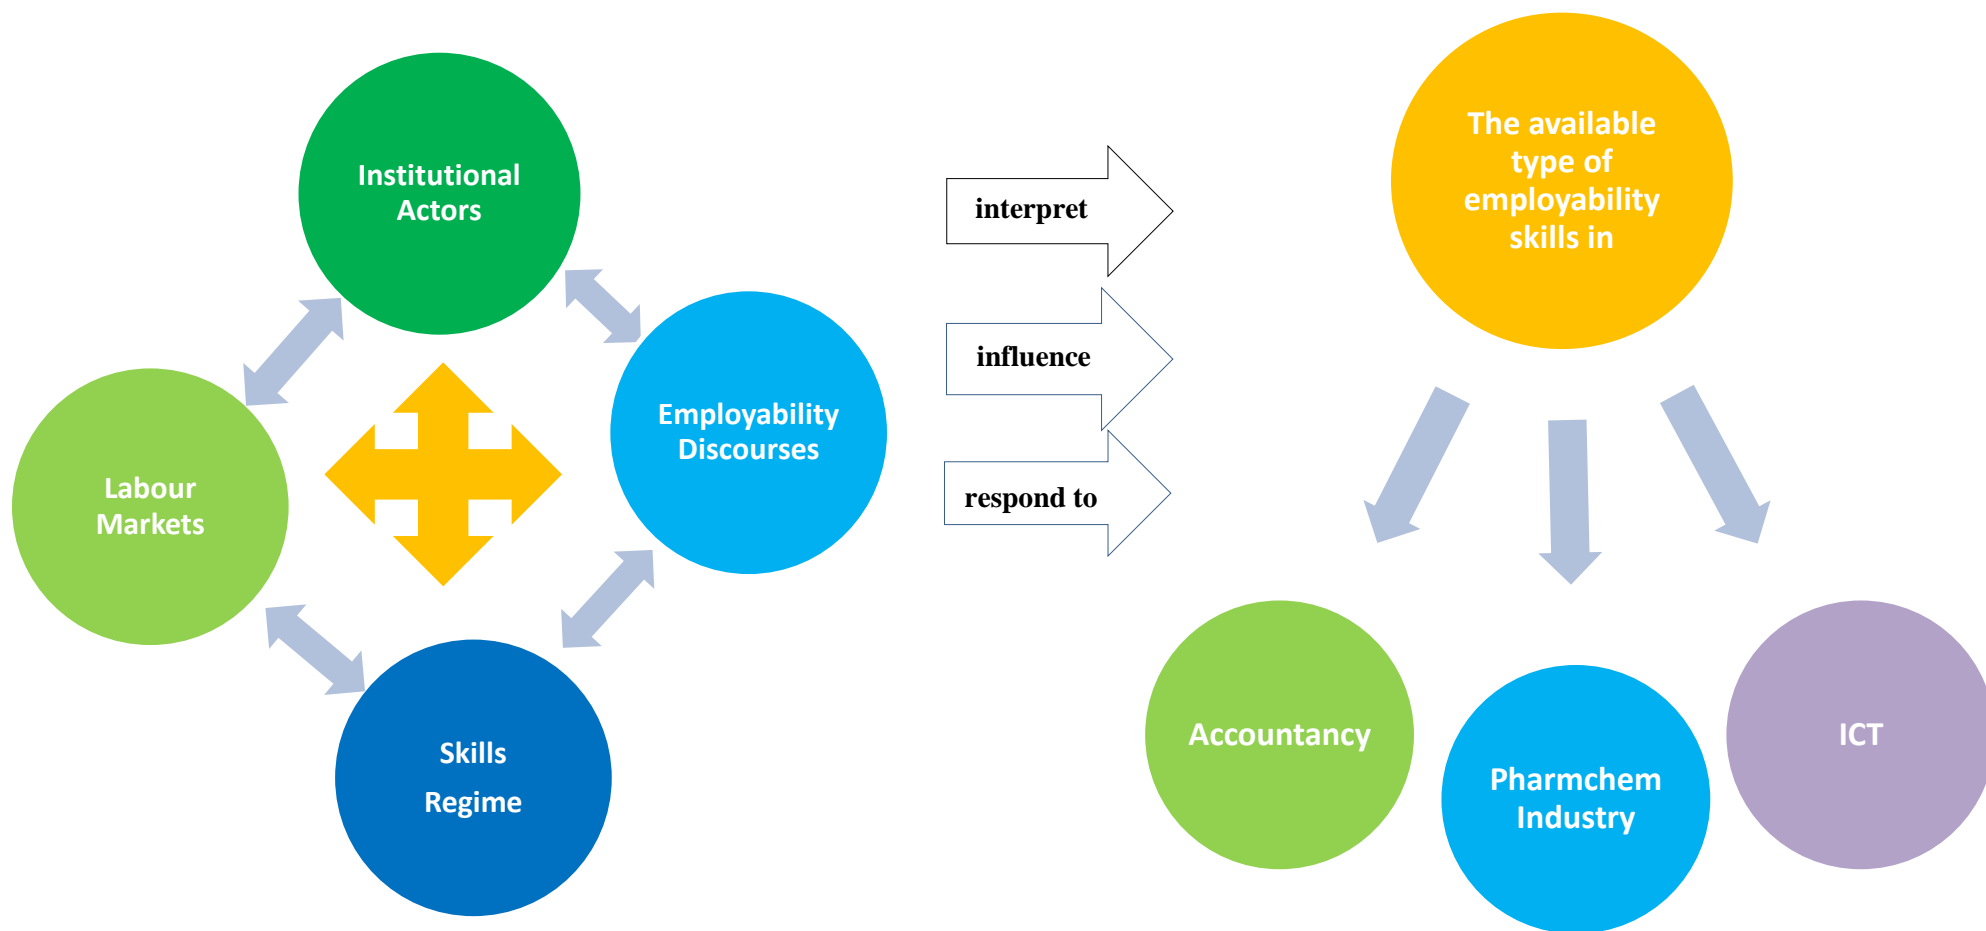 Institutional
Actors
Employability
Discourses
Labour
Markets
Skills
Regime
interpret
influence
respond to
The available
type of
employability
skills in
Accountancy
Pharmchem
Industry
ICT